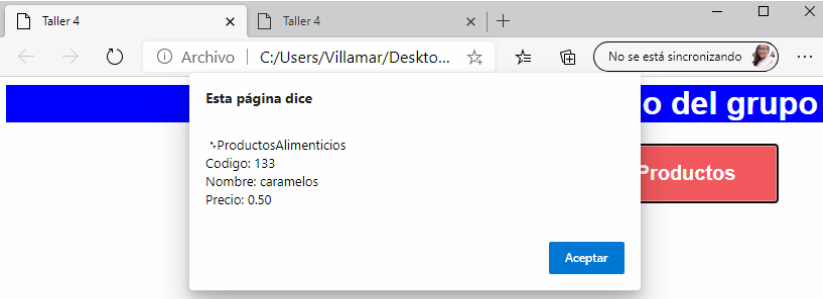 Taller 4
Taller 4
Archivo
C:/Users/Villamar/Deskto...
No se está sincronizando
o del grupo
Productos
Esta página dice
ProductosAlimenticios
Codigo: 133
Nombre: caramelos
Precio: 0.50
Aceptar